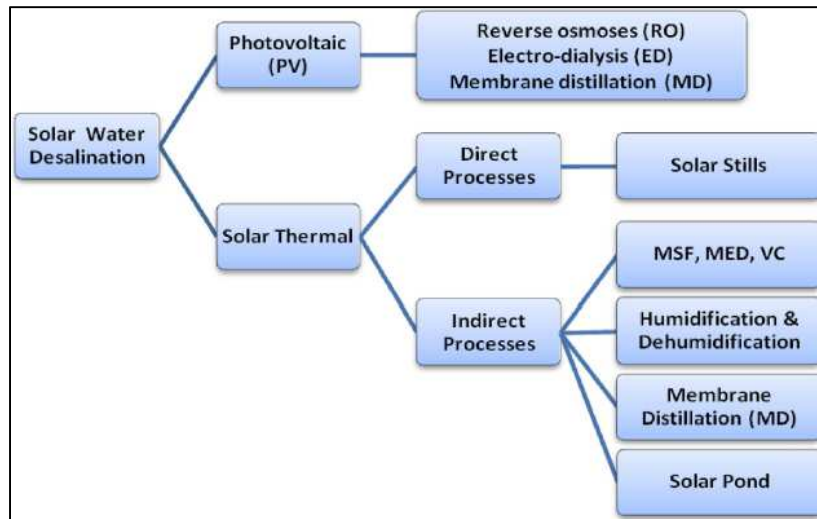 Photovoltaic
(PV)
Reverse osmoses (RO)
Electro-dialysis (ED)
Membrane distillation (MD)
Solar Water
Desalination
Direct
Processes
Solar Stills
Solar Thermal
MSF, MED, VC
Indirect
Processes
Humidification &
Dehumidification
Membrane
Distillation (MD)
Solar Pond